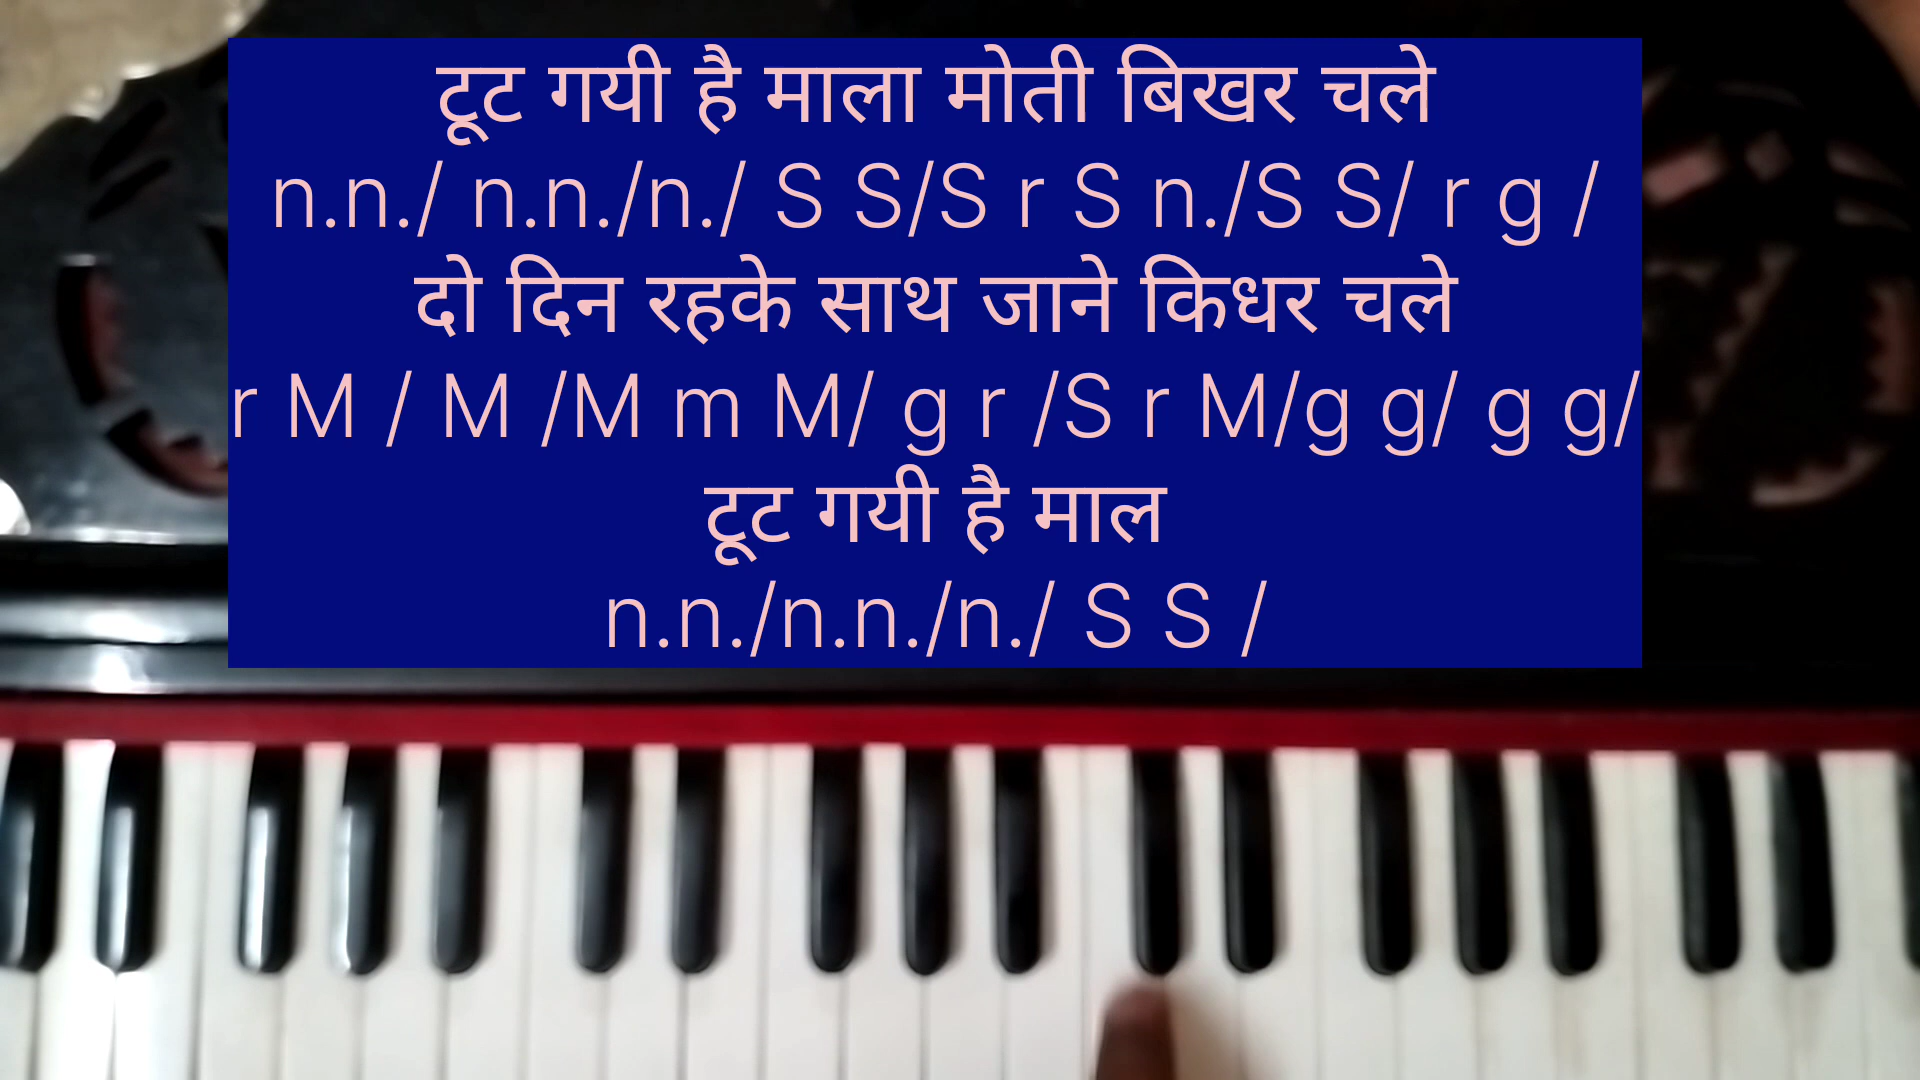 टूट गयी है माला मोती बिखर चले
n.n./ n.n./n./ S S/S r S n./S S/ r g /
दो दिन रहके साथ जाने किधर चले
r M / M /M m M/ g r /S r M/g g/ g g/
टूट गयी है माल
n.n./n.n./n./ S S /